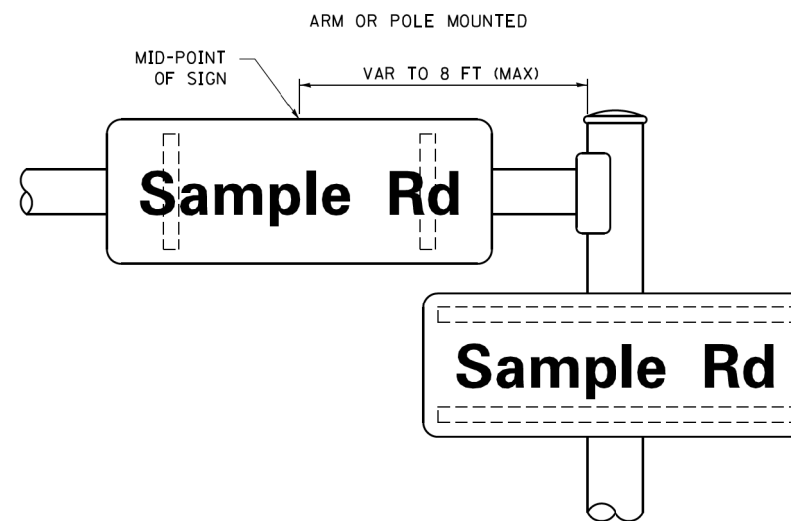 ARM OR POLE MOUNTED
MID-POINT
OF SIGN
VAR TO 8 FT (MAX)
Sample Rd
Sample Rd